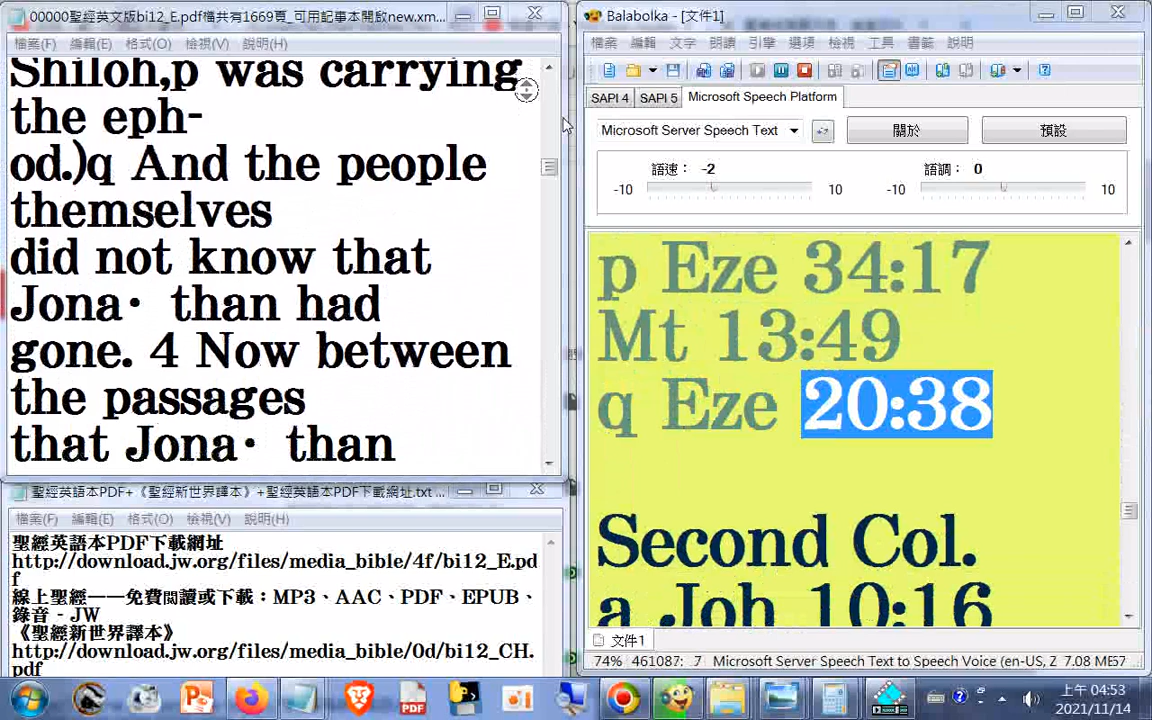 00000聖經英文版bi12_E.pdf檔共有1669頁_可用記事本開啟new.xm...
檔案(F) 編輯(E) 格式(O) 檢視(V) 說明(H)
Shiloh,p was carrying
the eph-
od.)q And the people
themselves
did not know that
Jona· than had
gone. 4 Now between
the passages
that Jona· than
聖經英語本PDF+《聖經新世界譯本》+聖經英語本PDF下載網址.txt ...
檔案(F) 編輯(E) 格式(O) 檢視(V) 說明(H)
聖經英語本PDF下載網址
http://download.jw.org/files/media_bible/4f/bi12_E.pd
f
線上聖經——免費閱讀或下載：MP3、AAC、PDF、EPUB、
錄音 - JW
《聖經新世界譯本》
http://download.jw.org/files/media_bible/0d/bi12_CH.
pdf
Balabolka - [文件1]
檔案 編輯 文字 朗讀 引擎 選項 檢視 工具 書籤 說明
SAPI 4 SAPI 5 Microsoft Speech Platform
Microsoft Server Speech Text 關於 預設
語速： -2 語調： 0
-10 10 -10 10
p Eze 34:17
Mt 13:49
q Eze 20:38
Second Col.
a Job 10:16
文件1
74% 461087: 7 Microsoft Server Speech Text to Speech Voice (en-US, Z 7.08 ME57
上午 04:53
2021/11/14